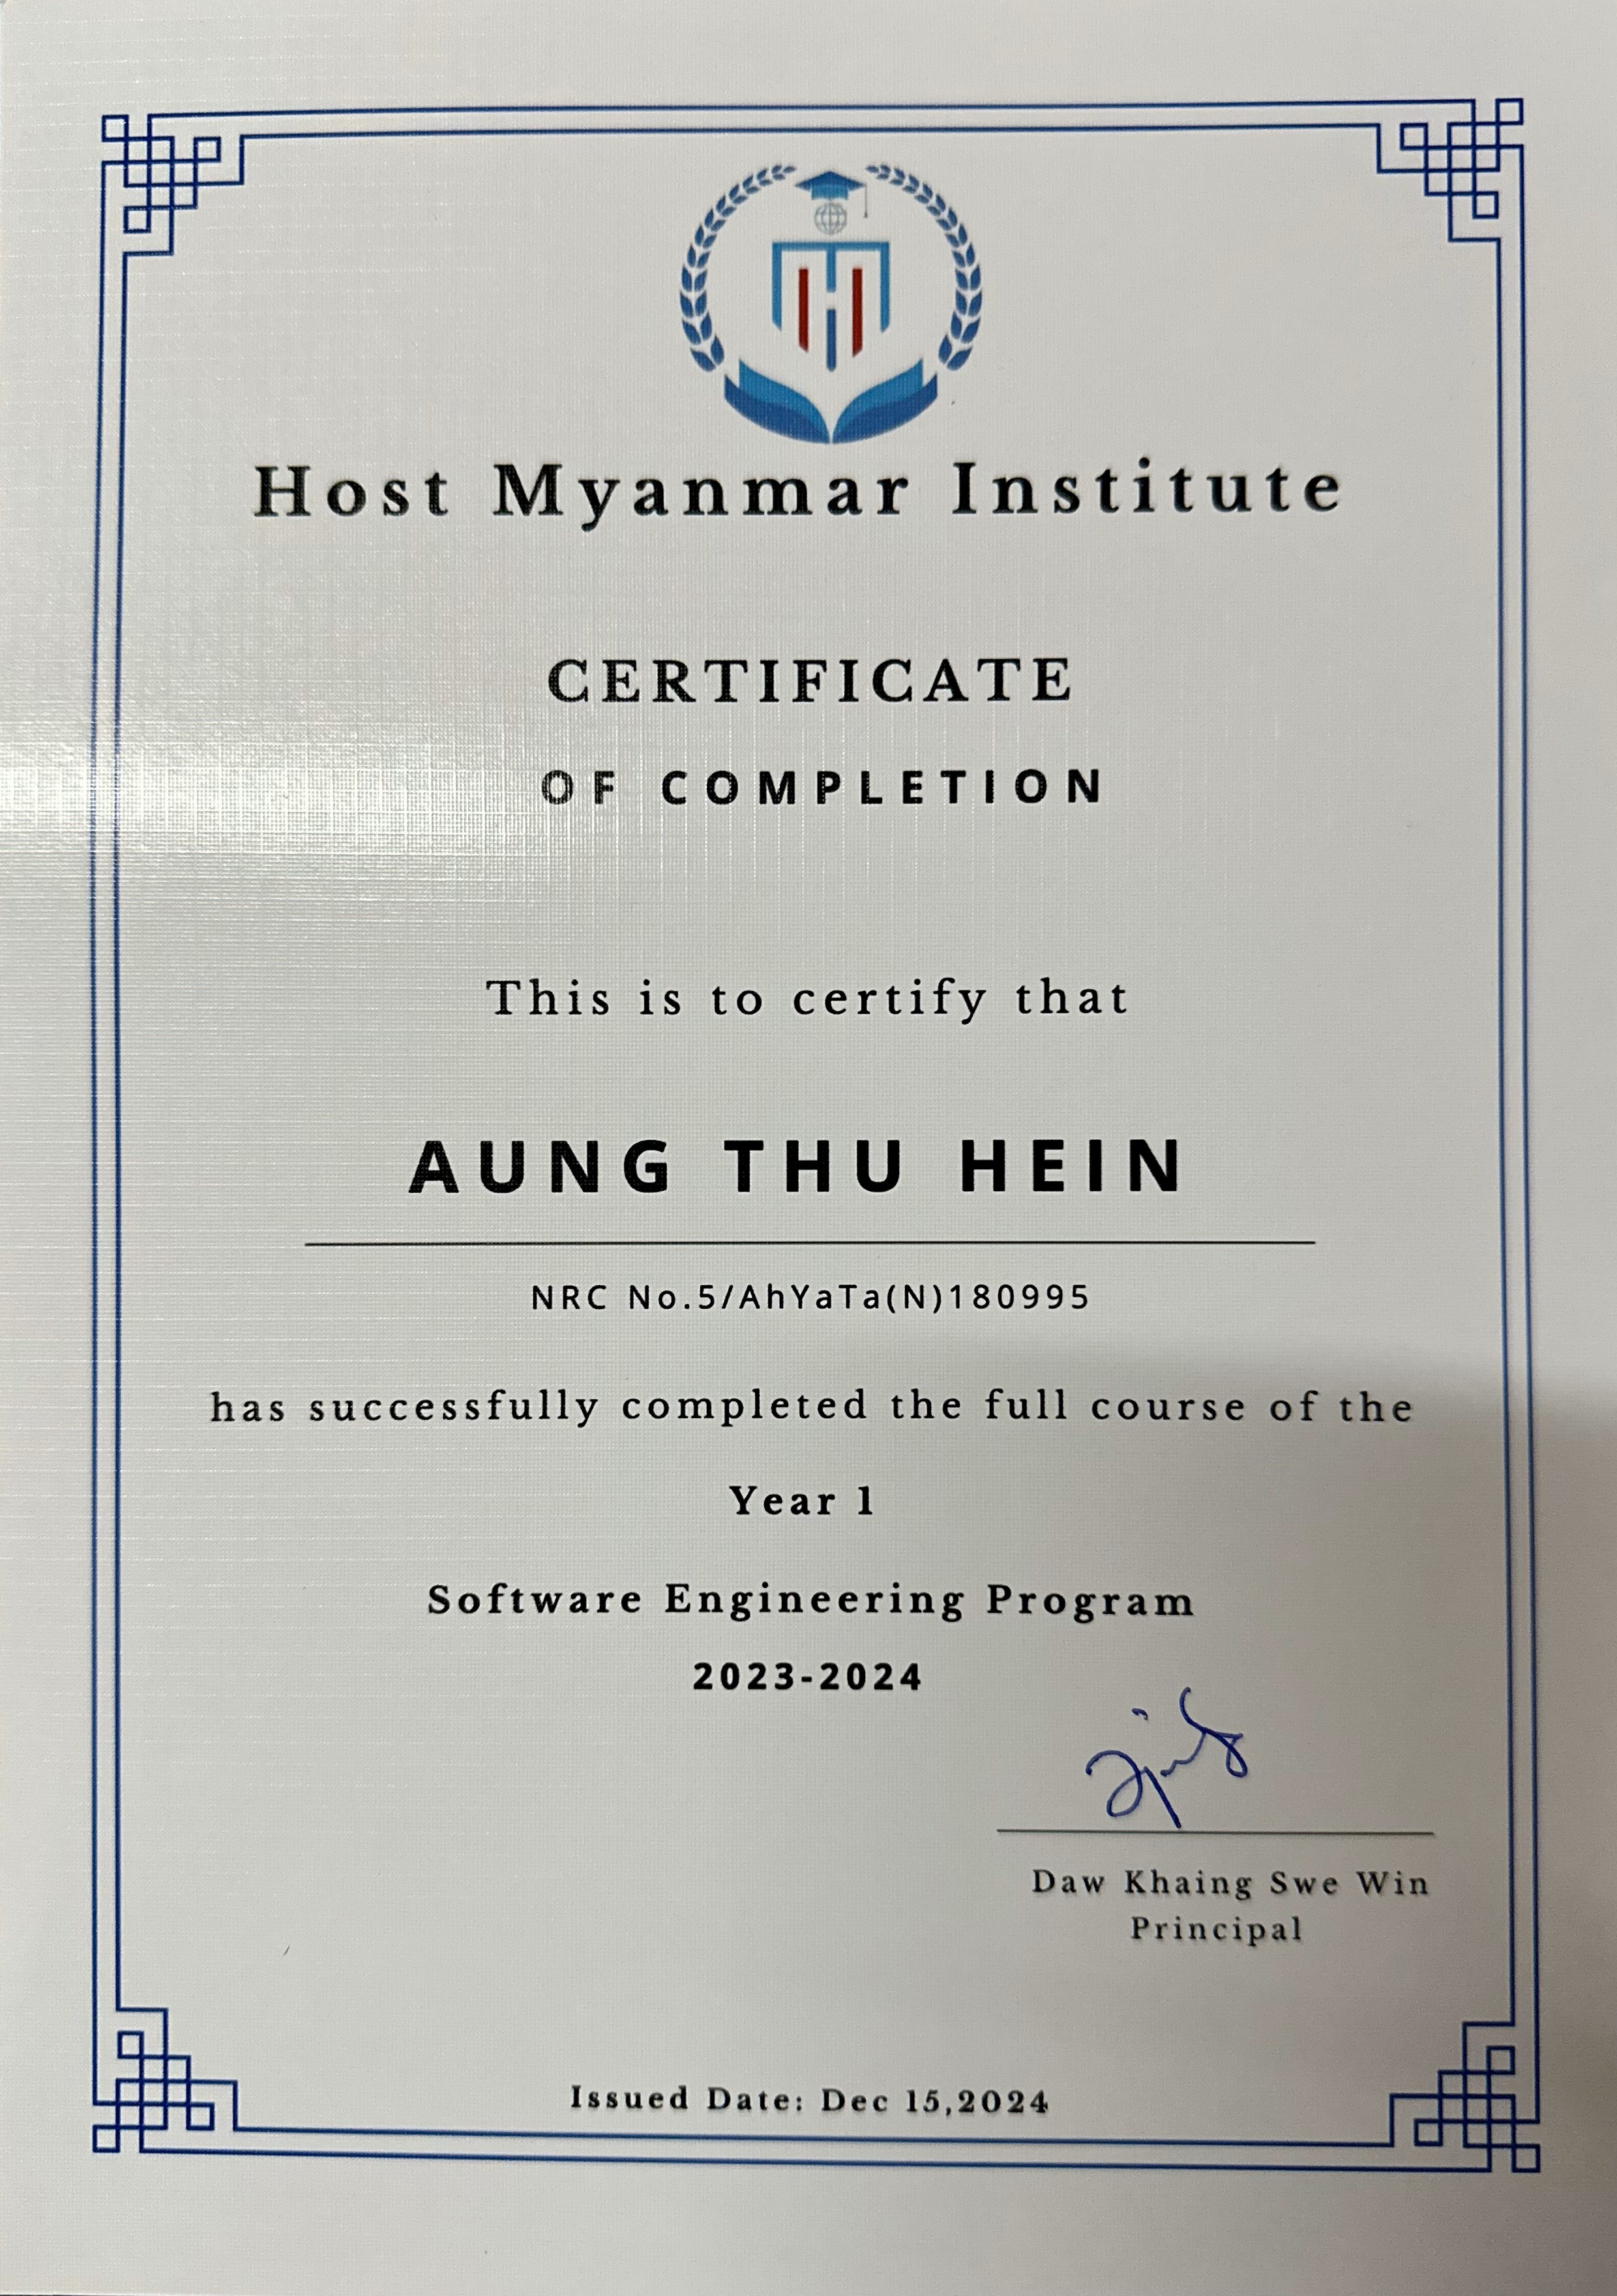 Host Myanmar Institute
CERTIFICATE
OF COMPLETION
This is to certify that
AUNG THU HEIN
NRC No.5/AhYaTa(N)180995
has successfully completed the full course of the
Year 1
Software Engineering Program
2023-2024
Daw Khaing Swe Win
Principal
Issued Date: Dec 15,2024